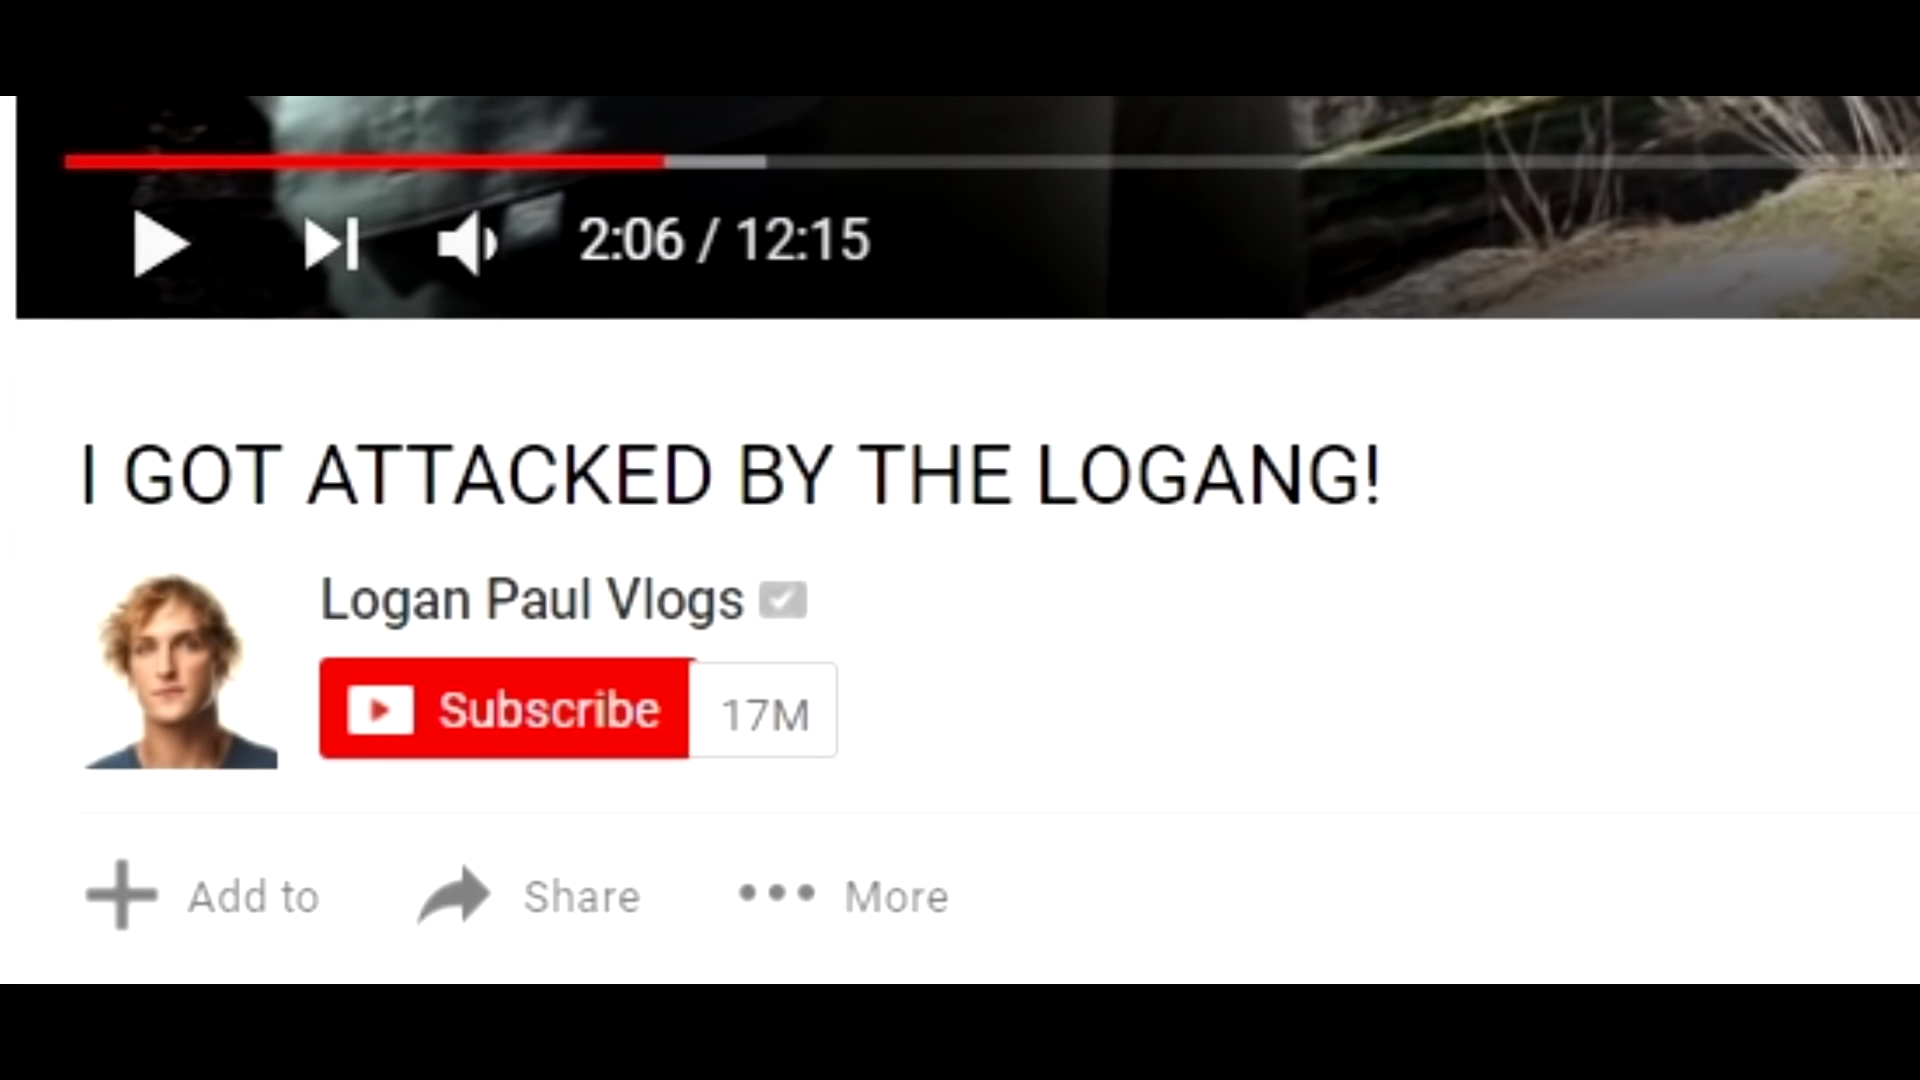 2:06 / 12:15
I GOT ATTACKED BY THE LOGANG!
Logan Paul Vlogs
Subscribe 17M
Add to Share More